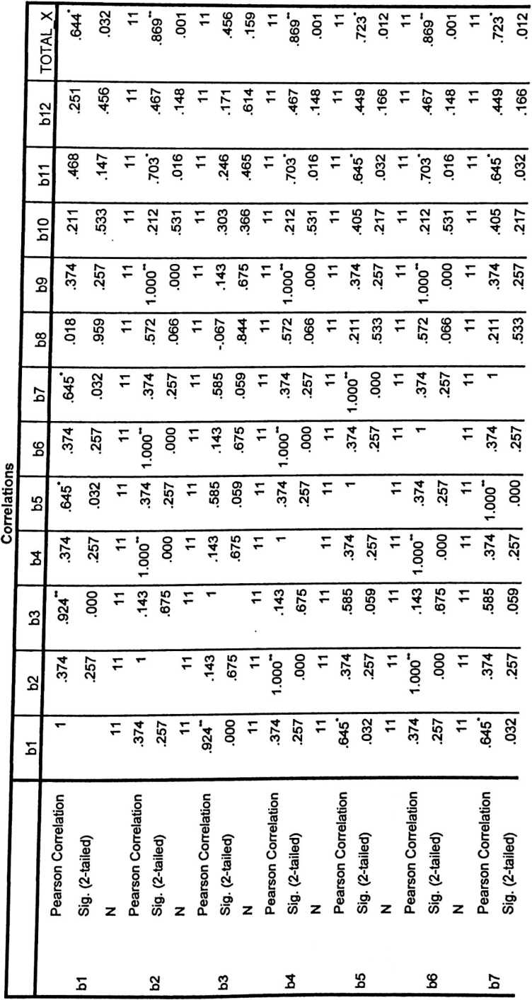 Correlations
b1 b2 b3 b4 b5 b6 b7 b8 b9 b10 b11 b12 TOTAL_X
b1 Pearson Correlation 1 .374 .924** .374 .645* .374 .645* .018 .374 .211 .468 .251 .644*
Sig. (2-tailed) .257 .000 .257 .032 .257 .032 .959 .257 .533 .147 .456 .032
N 11 11 11 11 11 11 11 11 11 11 11 11 11
b2 Pearson Correlation .374 1 .143 1.000** .374 1.000** .374 .572 1.000** .212 .703* .467 .869**
Sig. (2-tailed) .257 .675 .000 .257 .000 .257 .066 .000 .531 .016 .148 .001
N 11 11 11 11 11 11 11 11 11 11 11 11 11
b3 Pearson Correlation .924** .143 1 .143 .585 .143 .585 -.067 .143 .303 .246 .171 .456
Sig. (2-tailed) .000 .675 .675 .059 .675 .059 .844 .675 .366 .465 .614 .159
N 11 11 11 11 11 11 11 11 11 11 11 11 11
b4 Pearson Correlation .374 1.000** .143 1 .374 1.000** .374 .572 1.000** .212 .703* .467 .869**
Sig. (2-tailed) .257 .000 .675 .257 .000 .257 .066 .000 .531 .016 .148 .001
N 11 11 11 11 11 11 11 11 11 11 11 11 11
b5 Pearson Correlation .645* .374 .585 .374 1 .374 1.000** .211 .374 .405 .645* .449 .723*
Sig. (2-tailed) .032 .257 .059 .257 .257 .000 .533 .257 .217 .032 .166 .012
N 11 11 11 11 11 11 11 11 11 11 11 11 11
b6 Pearson Correlation .374 1.000** .143 1.000** .374 1 .374 .572 1.000** .212 .703* .467 .869**
Sig. (2-tailed) .257 .000 .675 .000 .257 .257 .066 .000 .531 .016 .148 .001
N 11 11 11 11 11 11 11 11 11 11 11 11 11
b7 Pearson Correlation .645* .374 .585 .374 1.000** .374 1 .211 .374 .405 .645* .449 .723*
Sig. (2-tailed) .032 .257 .059 .257 .000 .257 .533 .257 .217 .032 .166 .012